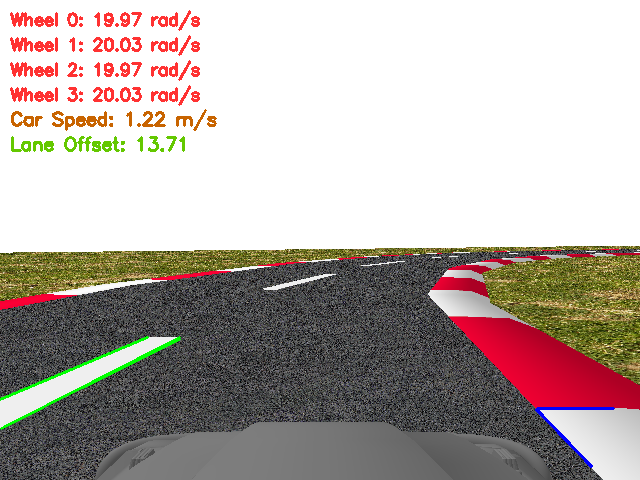 Wheel 0: 19.97 rad/s
Wheel 1: 20.03 rad/s
Wheel 2: 19.97 rad/s
Wheel 3: 20.03 rad/s
Car Speed: 1.22 m/s
Lane Offset: 13.71